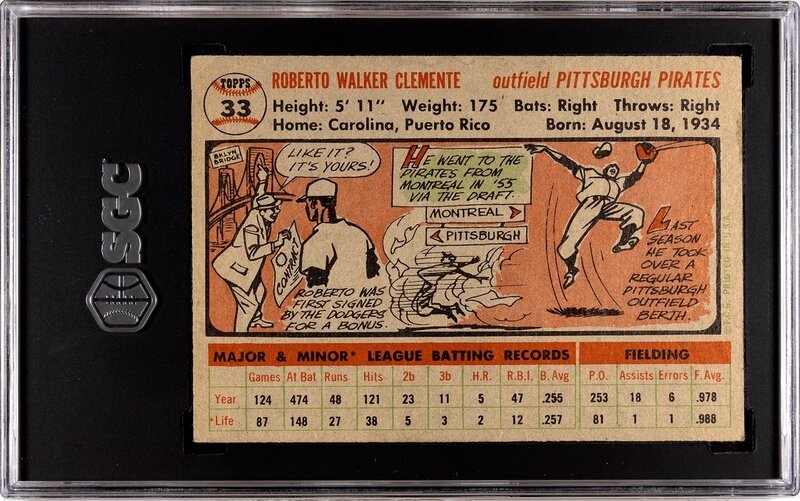 SGC
TOPPS
33
ROBERTO WALKER CLEMENTE outfield PITTSBURGH PIRATES
Height: 5' 11" Weight: 175 Bats: Right Throws: Right
Home: Carolina, Puerto Rico Born: August 18, 1934
BKLYN
BRIDGE
LIKE IT?
IT'S YOURS!
CONTRACT
ROBERTO WAS
FIRST SIGNED
BY THE DODGERS
FOR A BONUS.
HE WENT TO THE
PIRATES FROM
MONTREAL IN '55
VIA THE DRAFT.
MONTREAL
PITTSBURGH
LAST
SEASON
HE TOOK
OVER A
REGULAR
PITTSBURGH
OUTFIELD
BERTH.
MAJOR & MINOR* LEAGUE BATTING RECORDS FIELDING
Games At Bat Runs Hits 2b 3b H.R. R.B.I. B. Avg P.O. Assists Errors F. Avg.
Year 124 474 48 121 23 11 5 47 .255 253 18 6 .978
*Life 87 148 27 38 5 3 2 12 .257 81 1 1 .988